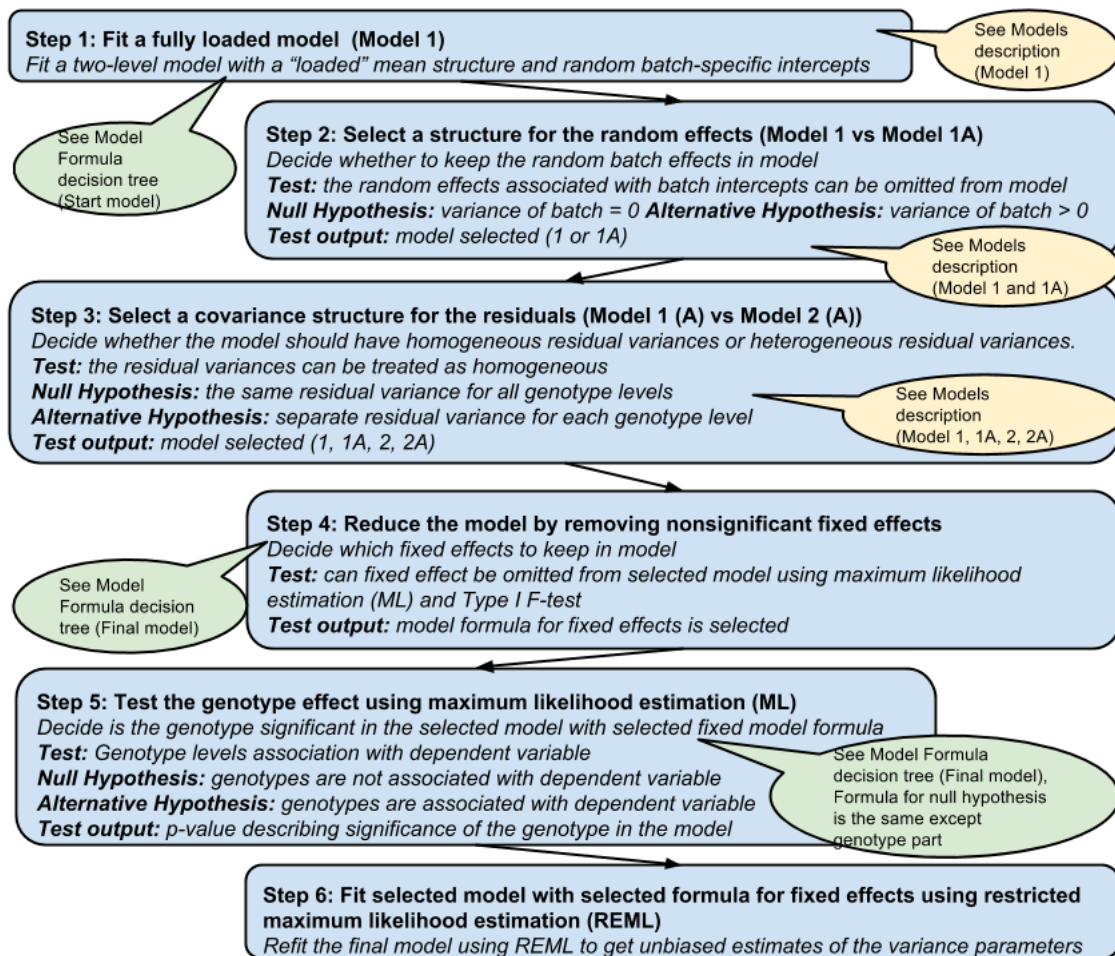 Step 1: Fit a fully loaded model (Model 1)
Fit a two-level model with a “loaded” mean structure and random batch-specific intercepts
See Models
description
(Model 1)
See Model
Formula
decision tree
(Start model)
Step 2: Select a structure for the random effects (Model 1 vs Model 1A)
Decide whether to keep the random batch effects in model
Test: the random effects associated with batch intercepts can be omitted from model
Null Hypothesis: variance of batch = 0 Alternative Hypothesis: variance of batch > 0
Test output: model selected (1 or 1A)
See Models
description
(Model 1 and 1A)
Step 3: Select a covariance structure for the residuals (Model 1 (A) vs Model 2 (A))
Decide whether the model should have homogeneous residual variances or heterogeneous residual variances.
Test: the residual variances can be treated as homogeneous
Null Hypothesis: the same residual variance for all genotype levels
Alternative Hypothesis: separate residual variance for each genotype level
Test output: model selected (1, 1A, 2, 2A)
See Models
description
(Model 1, 1A, 2, 2A)
Step 4: Reduce the model by removing nonsignificant fixed effects
Decide which fixed effects to keep in model
Test: can fixed effect be omitted from selected model using maximum likelihood
estimation (ML) and Type I F-test
Test output: model formula for fixed effects is selected
See Model
Formula decision
tree (Final model)
Step 5: Test the genotype effect using maximum likelihood estimation (ML)
Decide is the genotype significant in the selected model with selected fixed model formula
Test: Genotype levels association with dependent variable
Null Hypothesis: genotypes are not associated with dependent variable
Alternative Hypothesis: genotypes are associated with dependent variable
Test output: p-value describing significance of the genotype in the model
See Model Formula
decision tree (Final model),
Formula for null hypothesis
is the same except
genotype part
Step 6: Fit selected model with selected formula for fixed effects using restricted
maximum likelihood estimation (REML)
Refit the final model using REML to get unbiased estimates of the variance parameters